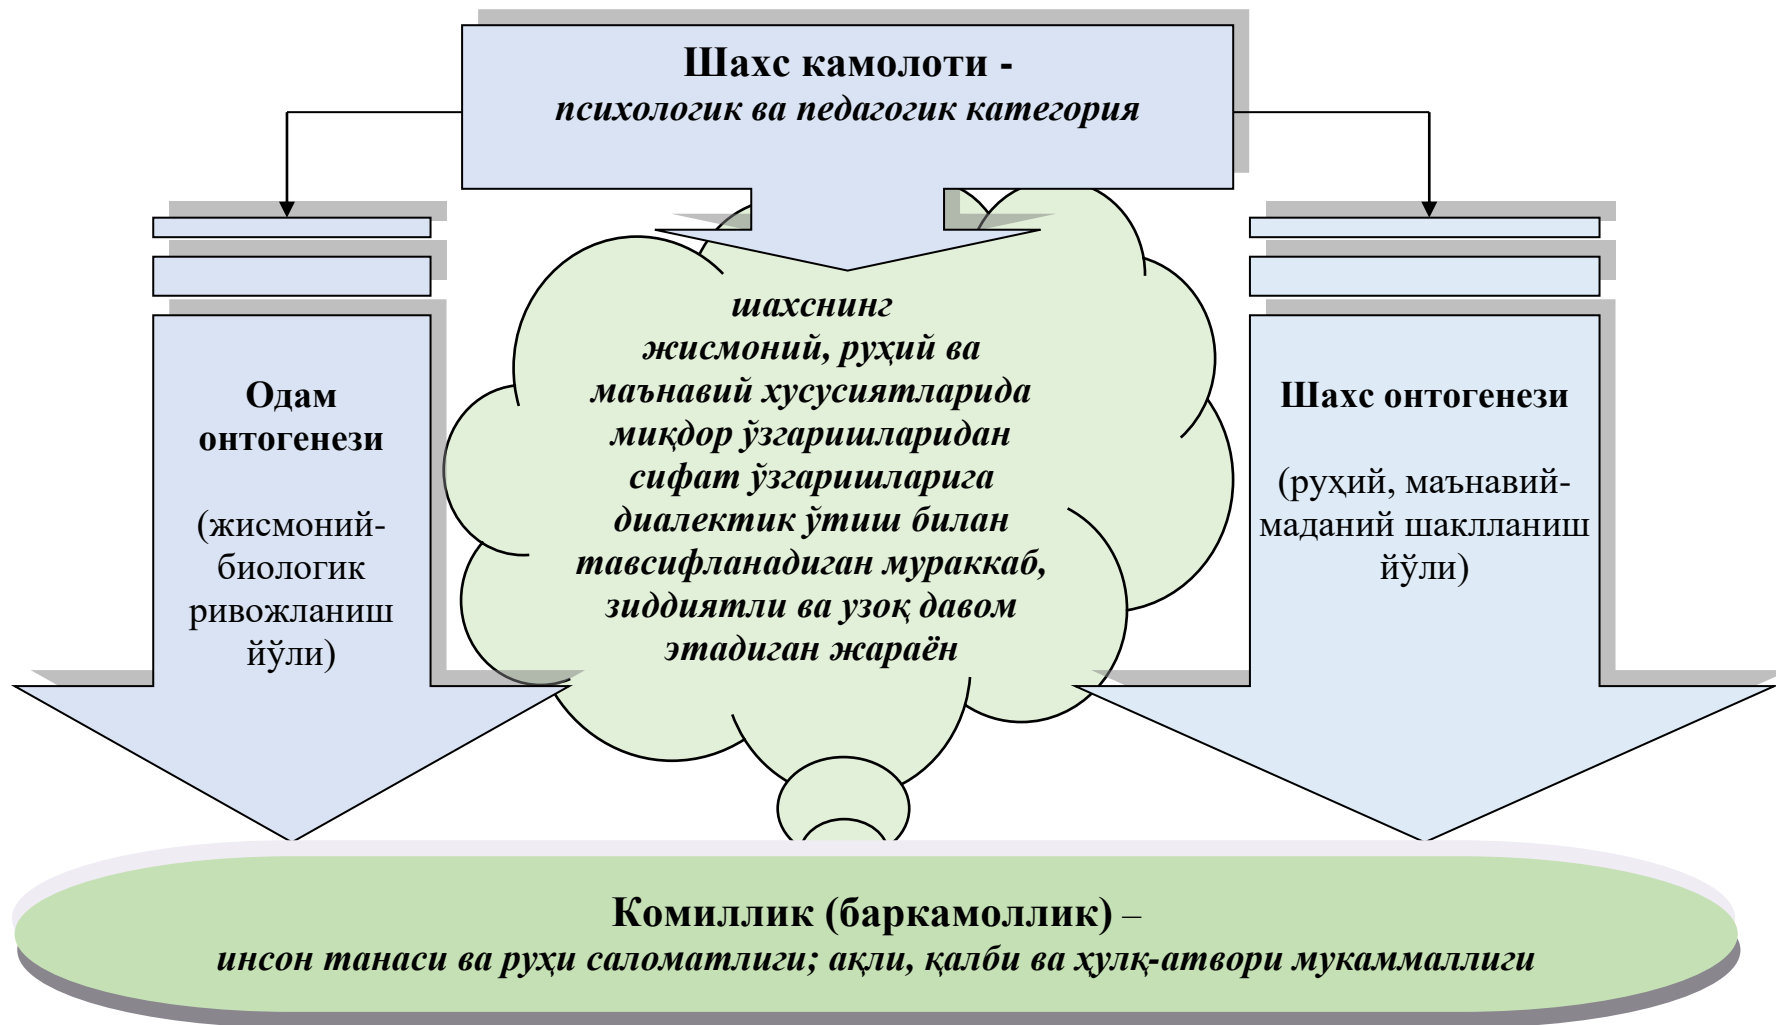 Шахс камолоти -
психологик ва педагогик категория
Одам
онтогенези
(жисмоний-
биологик
ривожланиш
йўли)
шахснинг
жисмоний, руҳий ва
маънавий хусусиятларида
миқдор ўзгаришларидан
сифат ўзгаришларига
диалектик ўтиш билан
тавсифланадиган мураккаб,
зиддиятли ва узоқ давом
этадиган жараён
Шахс онтогенези
(руҳий, маънавий-
маданий шаклланиш
йўли)
Комиллик (баркамоллик) –
инсон танаси ва руҳи саломатлиги; ақли, қалби ва ҳулқ-атвори мукаммаллиги